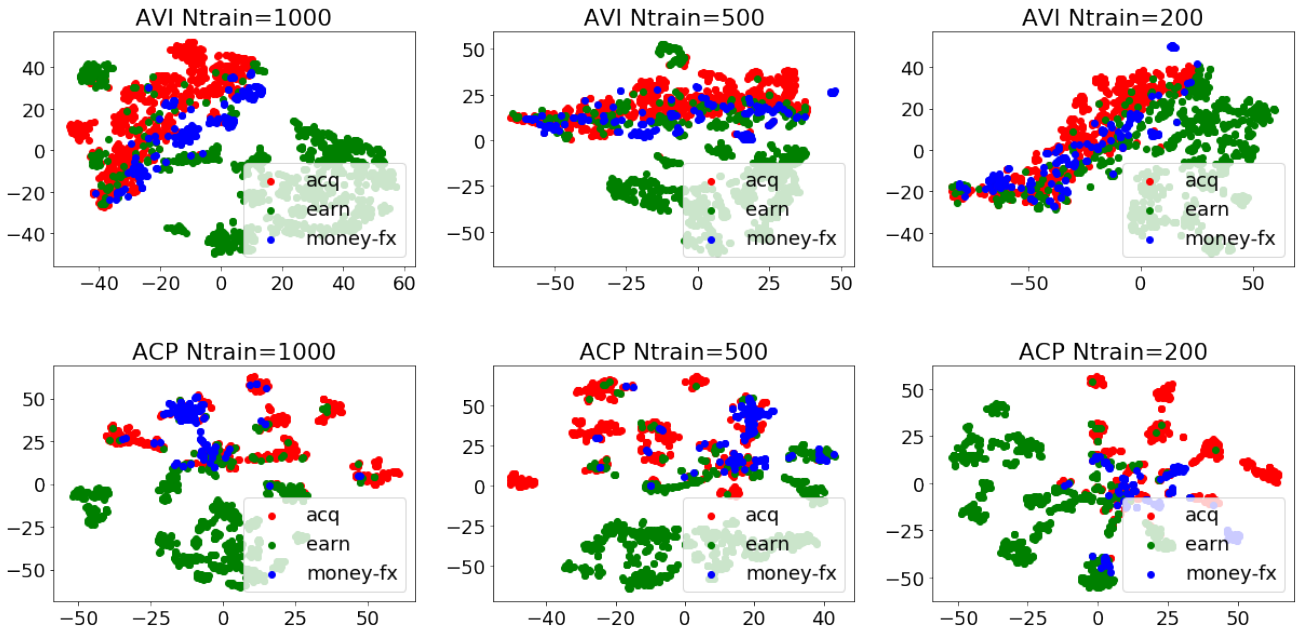 AVI Ntrain=1000
40
20
0
−20
−40
−40 −20 0 20 40 60
acq
earn
money-fx
AVI Ntrain=500
50
25
0
−25
−50
−50 −25 0 25 50
acq
earn
money-fx
AVI Ntrain=200
40
20
0
−20
−40
−50 0 50
acq
earn
money-fx
ACP Ntrain=1000
50
25
0
−25
−50
−50 −25 0 25 50
acq
earn
money-fx
ACP Ntrain=500
50
25
0
−25
−50
−40 −20 0 20 40
acq
earn
money-fx
ACP Ntrain=200
50
25
0
−25
−50
−50 −25 0 25 50
acq
earn
money-fx